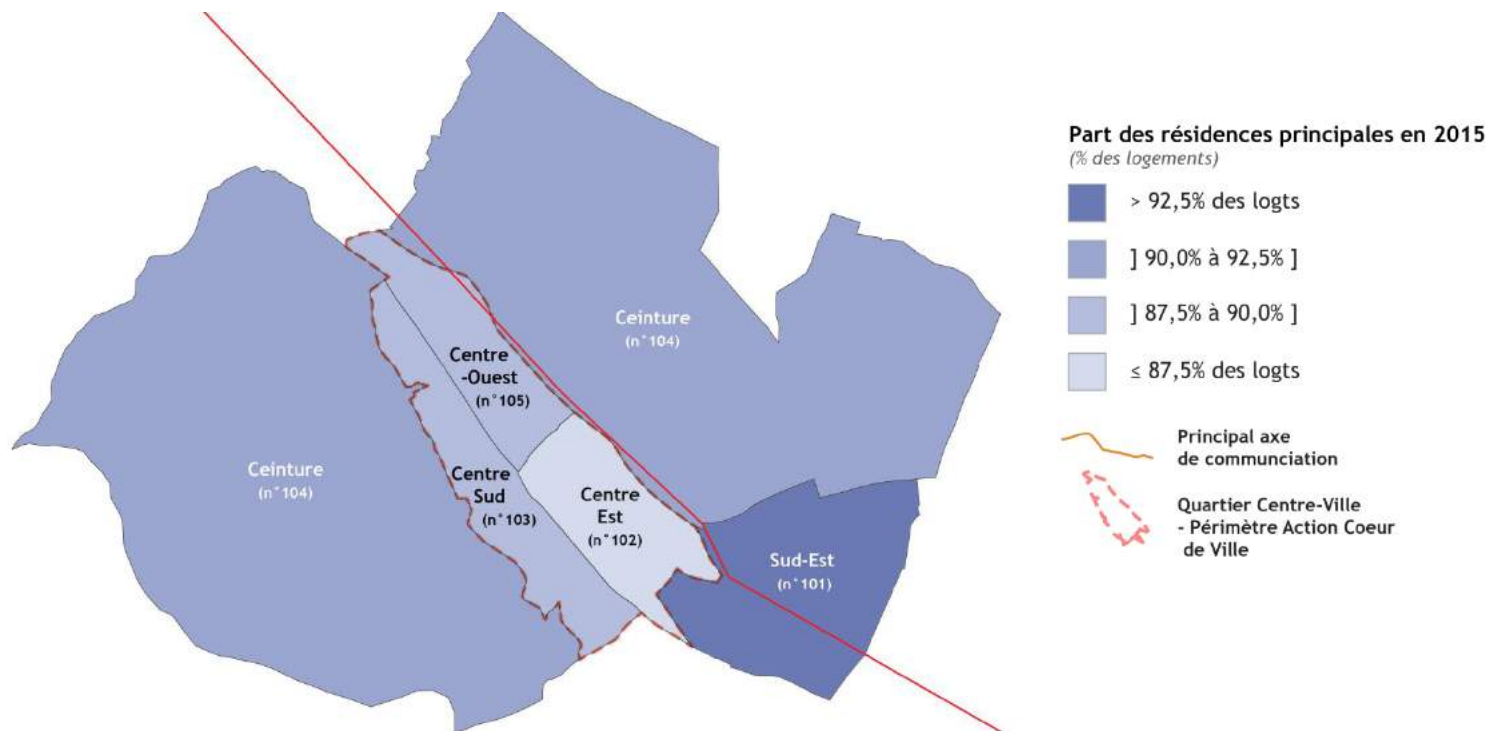 Part des résidences principales en 2015
(% des logements)
> 92,5% des logts
] 90,0% à 92,5% ]
] 87,5% à 90,0% ]
≤ 87,5% des logts
Principal axe
de communciation
Quartier Centre-Ville
- Périmètre Action Coeur
de Ville
Ceinture
(n°104)
Centre
-Ouest
(n°105)
Ceinture
(n°104)
Centre
Sud
(n°103)
Centre
Est
(n°102)
Sud-Est
(n°101)